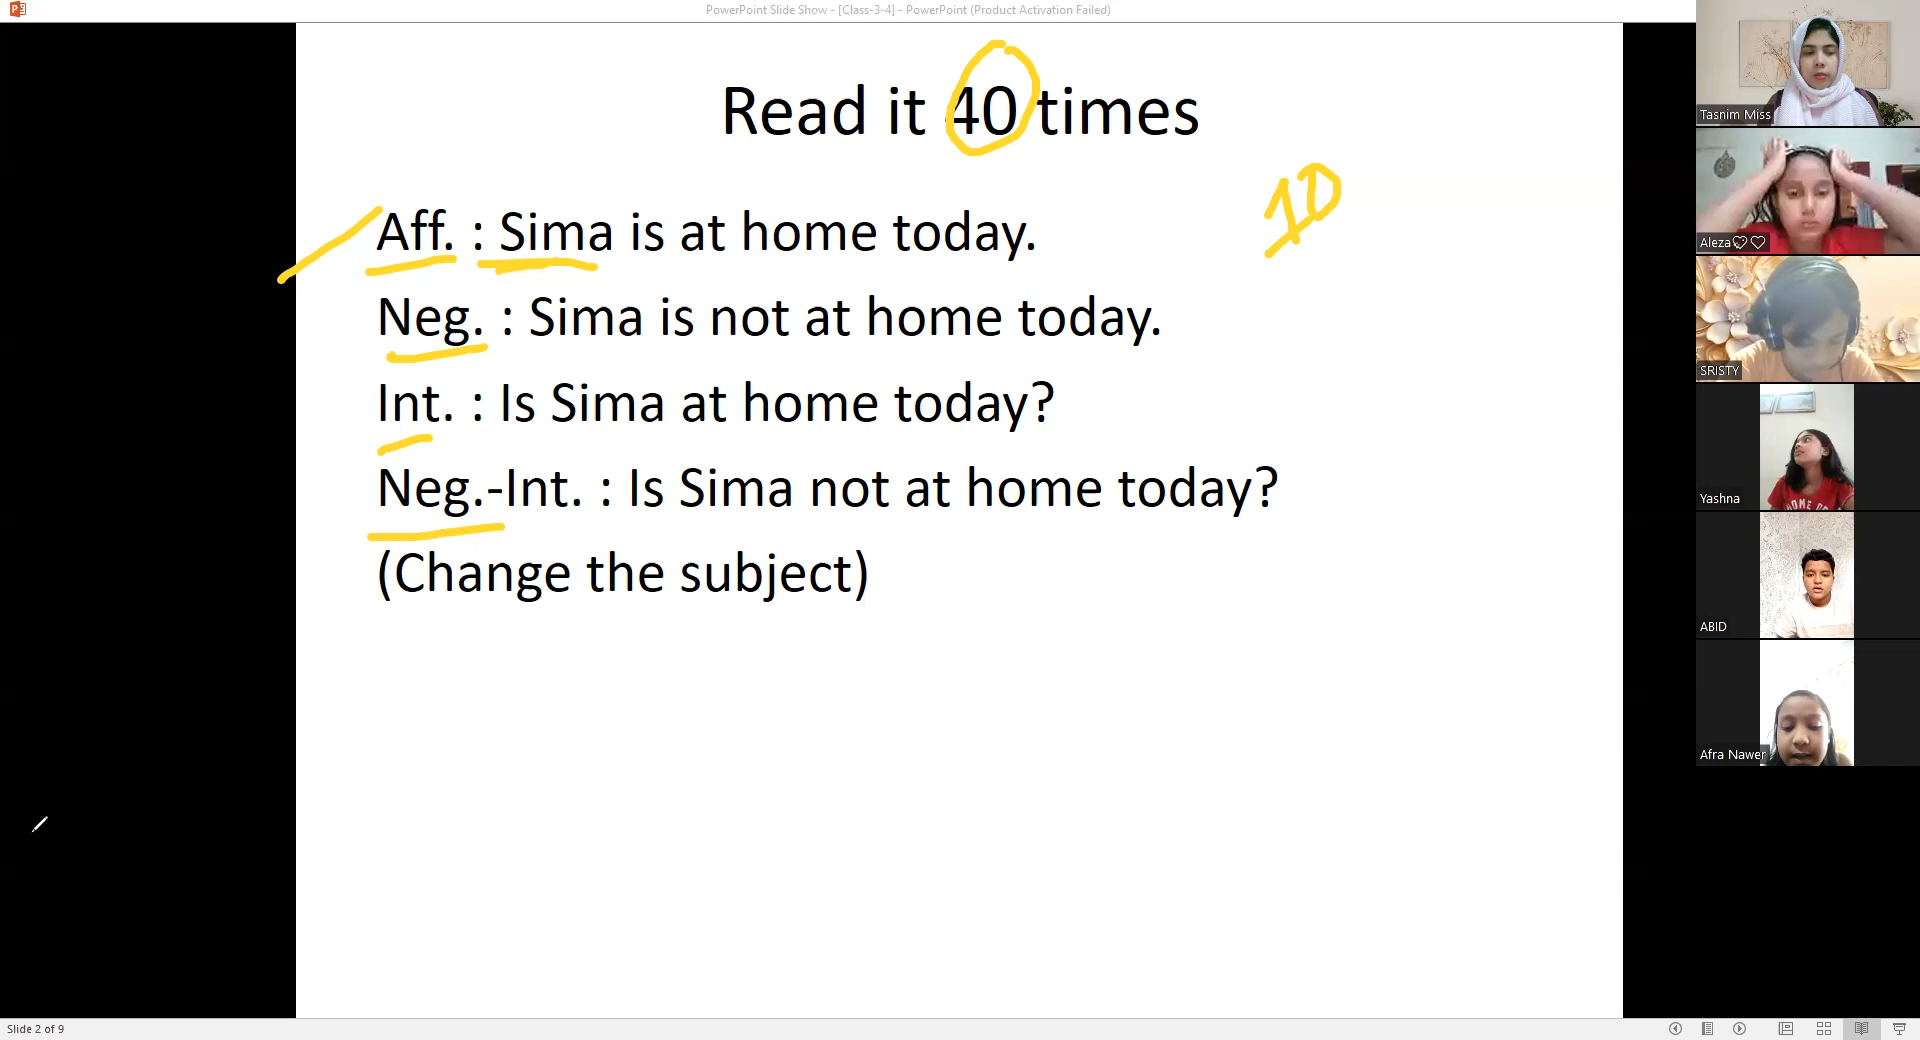 PowerPoint Slide Show - [Class-3-4] - PowerPoint (Product Activation Failed)
Read it 40 times
10
Aff. : Sima is at home today.
Neg. : Sima is not at home today.
Int. : Is Sima at home today?
Neg.-Int. : Is Sima not at home today?
(Change the subject)
Tasnim Miss
Aleza
SRISTY
Yashna
HOME
ABID
Afra Nawer
Slide 2 of 9